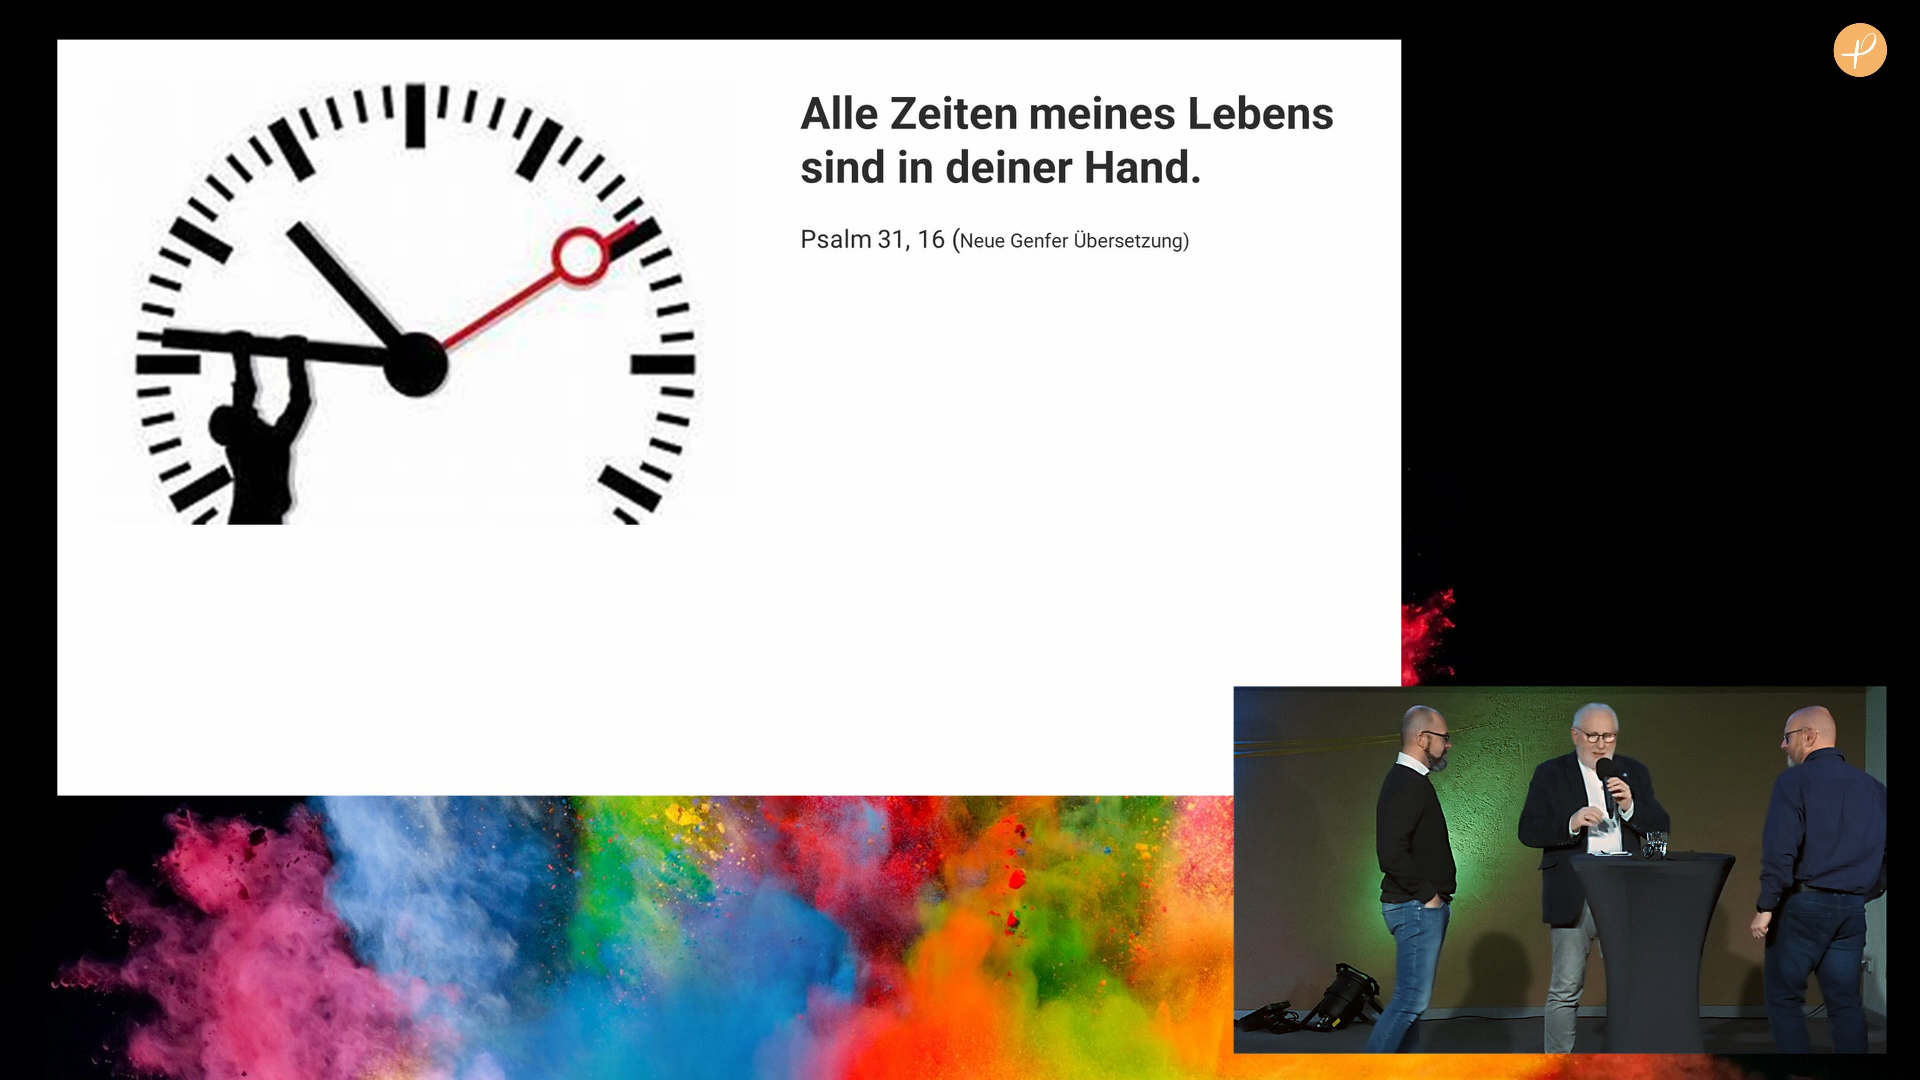 Alle Zeiten meines Lebens
sind in deiner Hand.
Psalm 31, 16 (Neue Genfer Übersetzung)